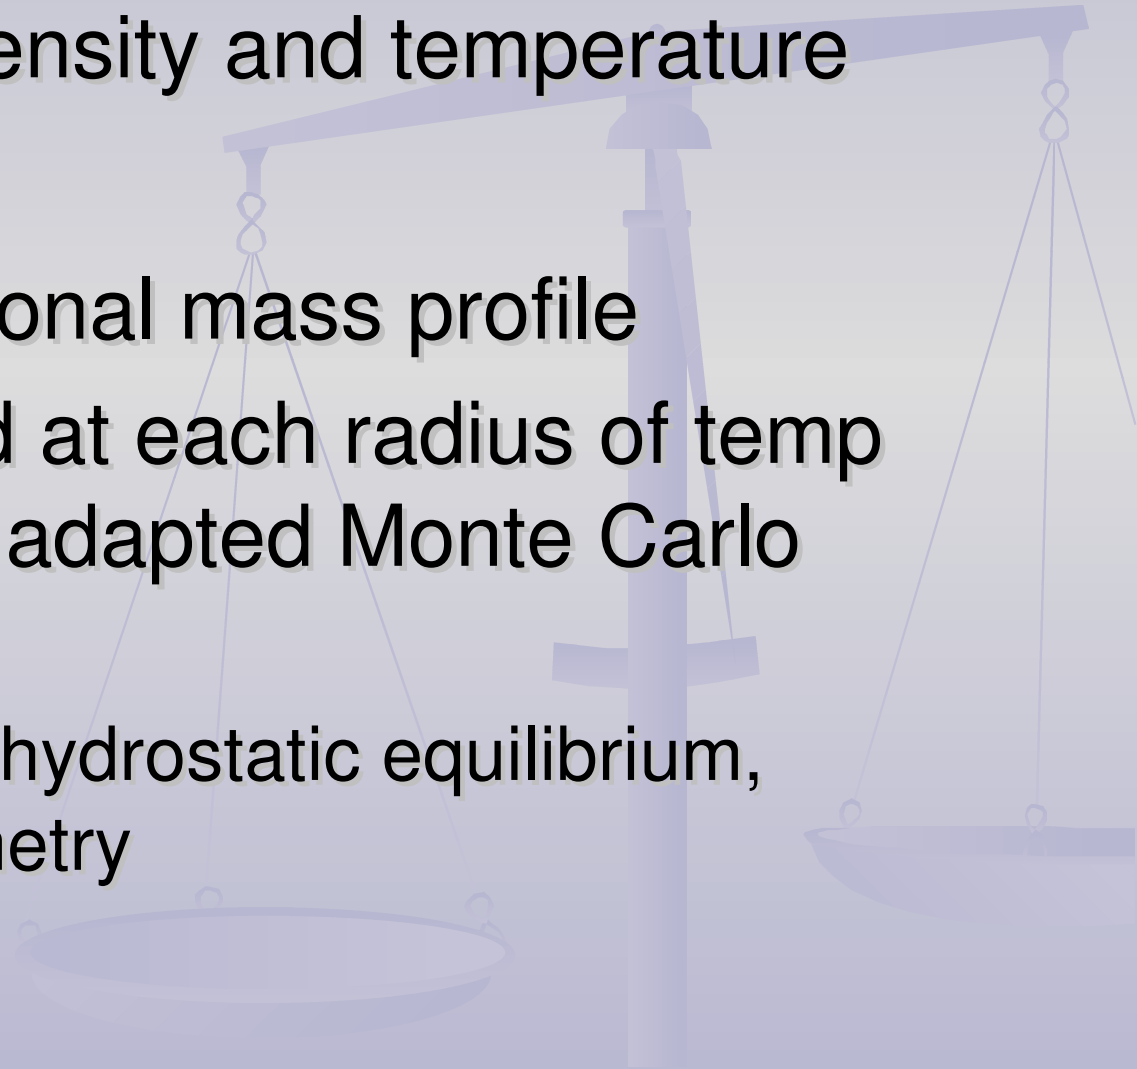 ensity and temperature
onal mass profile
d at each radius of temp
adapted Monte Carlo
hydrostatic equilibrium,
etry